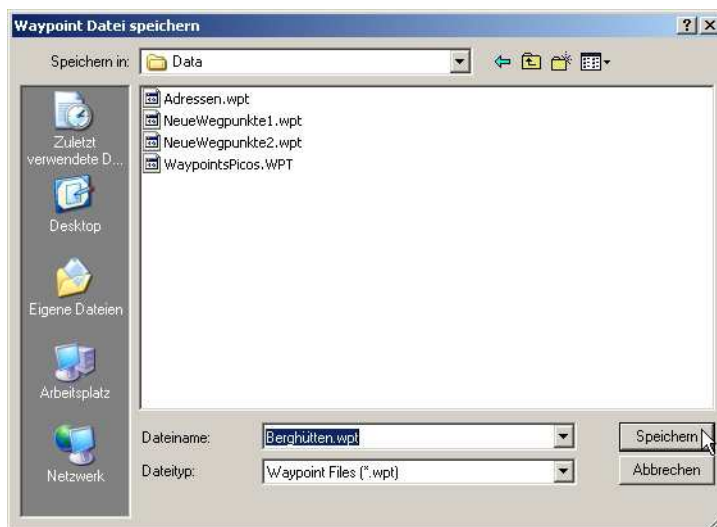 Waypoint Datei speichern
Speichern in:
Data
Zuletzt
verwendete D...
Desktop
Eigene Dateien
Arbeitsplatz
Netzwerk
Adressen.wpt
NeueWegpunkte1.wpt
NeueWegpunkte2.wpt
WaypointsPicos.WPT
Dateiname:
Berghütten.wpt
Speichern
Dateityp:
Waypoint Files (*.wpt)
Abbrechen